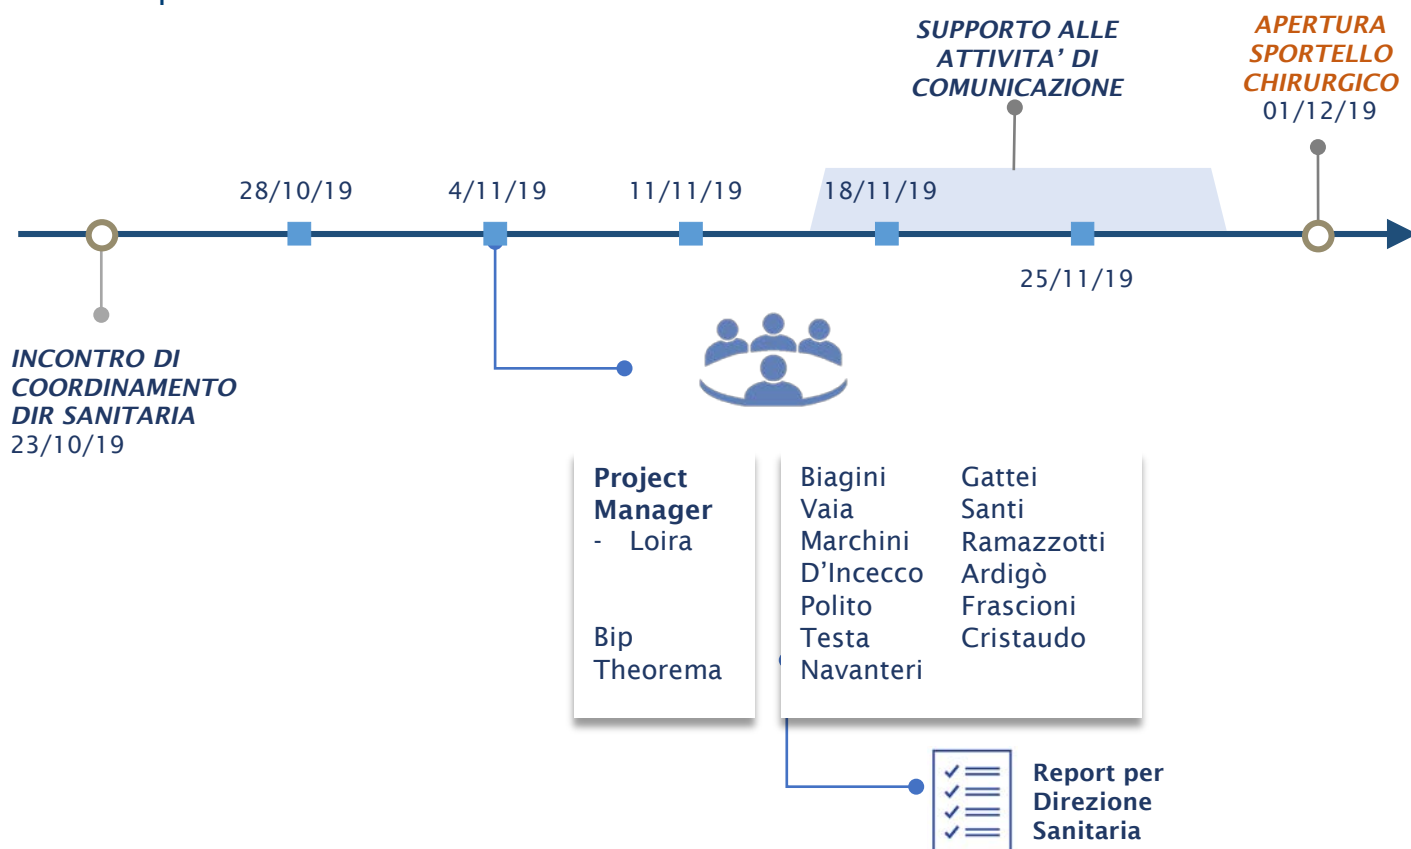 SUPPORTO ALLE
ATTIVITA’ DI
COMUNICAZIONE
APERTURA
SPORTELLO
CHIRURGICO
01/12/19
28/10/19
4/11/19
11/11/19
18/11/19
25/11/19
INCONTRO DI
COORDINAMENTO
DIR SANITARIA
23/10/19
Project
Manager
- Loira
Bip
Theorema
Biagini
Vaia
Marchini
D’Incecco
Polito
Testa
Navanteri
Gattei
Santi
Ramazzotti
Ardigò
Frascioni
Cristaudo
Report per
Direzione
Sanitaria